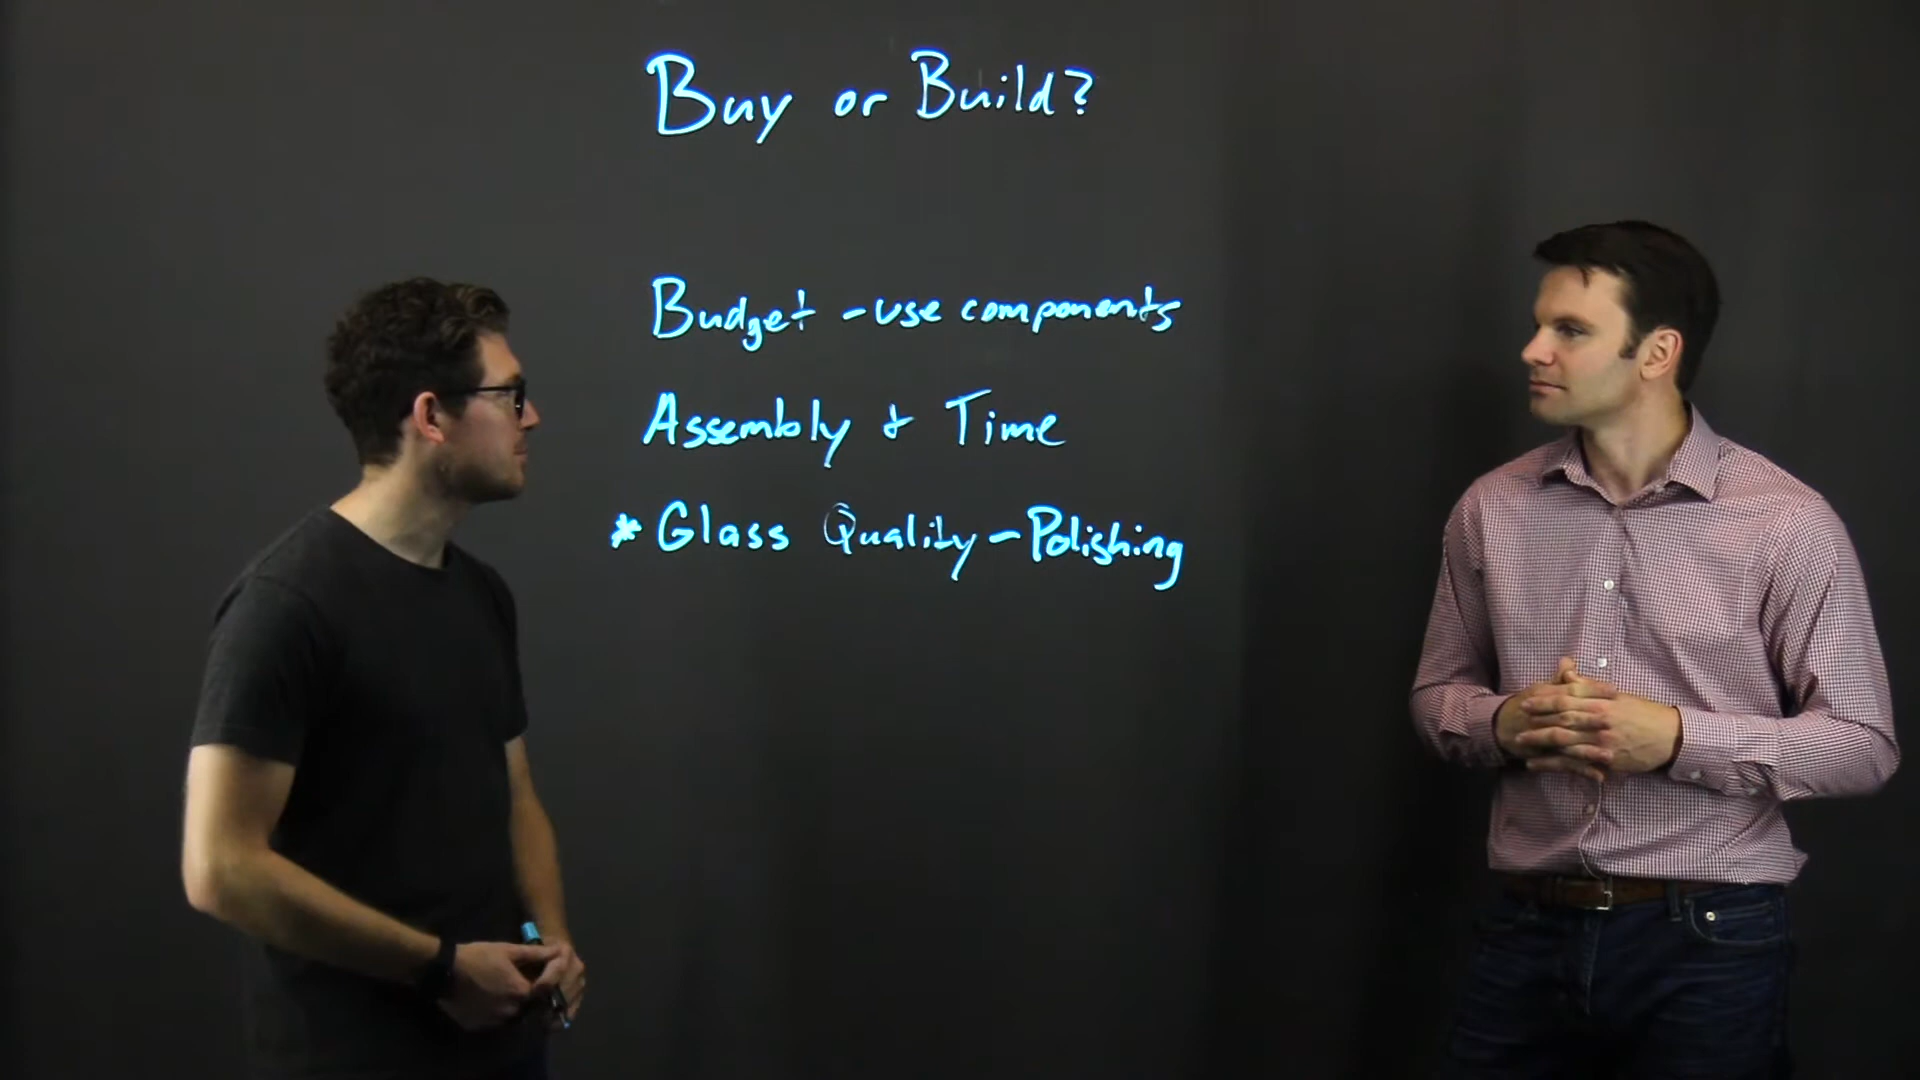 Buy or Build?
Budget - use components
Assembly & Time
* Glass Quality - Polishing